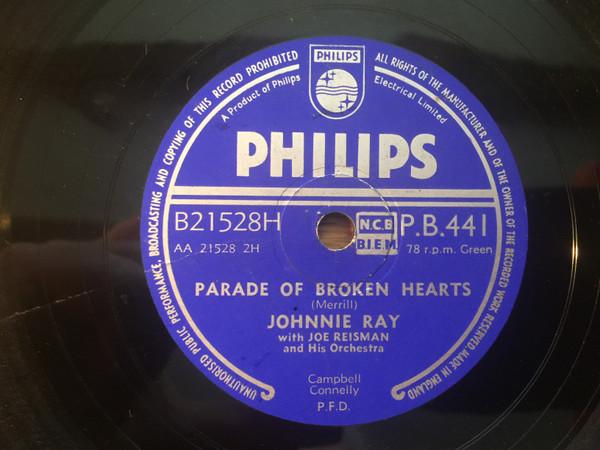 UNAUTHORISED PUBLIC PERFORMANCE, BROADCASTING AND COPYING OF THIS RECORD PROHIBITED
ALL RIGHTS OF THE MANUFACTURER AND OF THE OWNER OF THE RECORDED WORK RESERVED MADE IN ENGLAND
PHILIPS
A Product of Philips Electrical Limited
PHILIPS
B21528H N.C.B P.B.441
AA 21528 2H B.I.E.M 78 r.p.m. Green
PARADE OF BROKEN HEARTS
(Merrill)
JOHNNIE RAY
with JOE REISMAN
and His Orchestra
Campbell
Connelly
P.F.D.